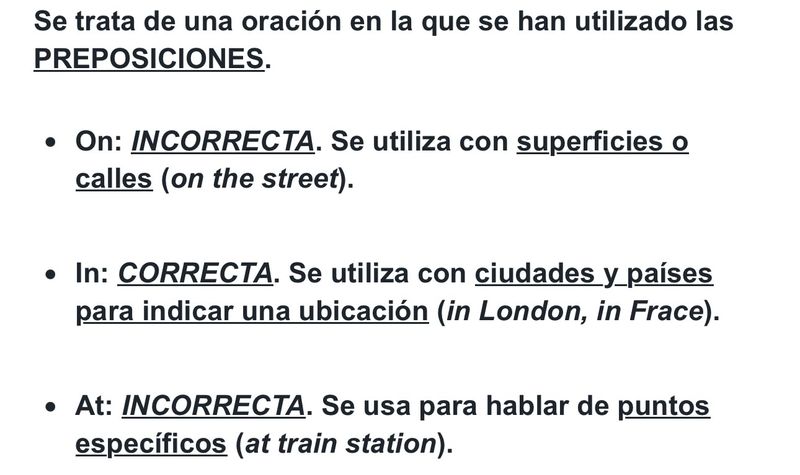 Se trata de una oración en la que se han utilizado las
PREPOSICIONES.
• On: INCORRECTA. Se utiliza con superficies o
calles (on the street).
• In: CORRECTA. Se utiliza con ciudades y países
para indicar una ubicación (in London, in Frace).
• At: INCORRECTA. Se usa para hablar de puntos
específicos (at train station).